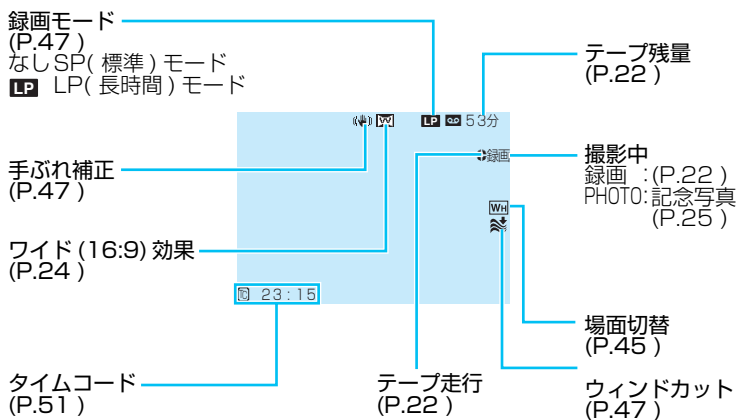 録画モード
(P.47 )
なしSP( 標準 ) モード
LP LP( 長時間 ) モード
テープ残量
(P.22 )
LP 53分
録画
手ぶれ補正
(P.47 )
撮影中
録画 :(P.22 )
PHOTO:記念写真
(P.25 )
WH
ワイド (16:9) 効果
(P.24 )
23:15
場面切替
(P.45 )
タイムコード
(P.51 )
テープ走行
(P.22 )
ウィンドカット
(P.47 )